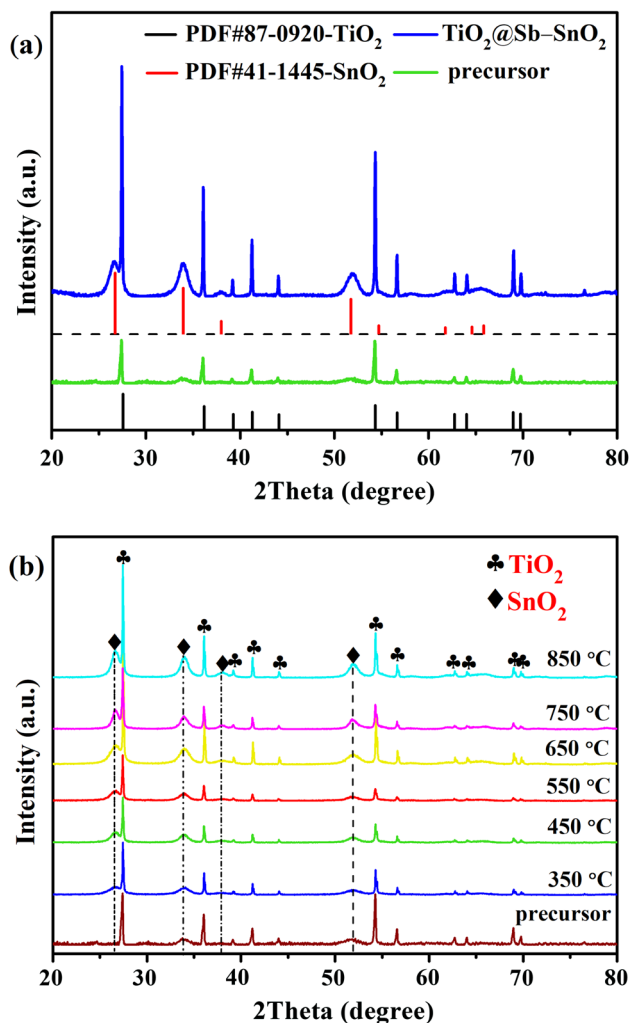 (a)
PDF#87-0920-TiO₂ TiO₂@Sb–SnO₂
PDF#41-1445-SnO₂ precursor
Intensity (a.u.)
20 30 40 50 60 70 80
2Theta (degree)
(b)
♣ TiO₂
♦ SnO₂
850 °C
750 °C
650 °C
550 °C
450 °C
350 °C
precursor
Intensity (a.u.)
20 30 40 50 60 70 80
2Theta (degree)